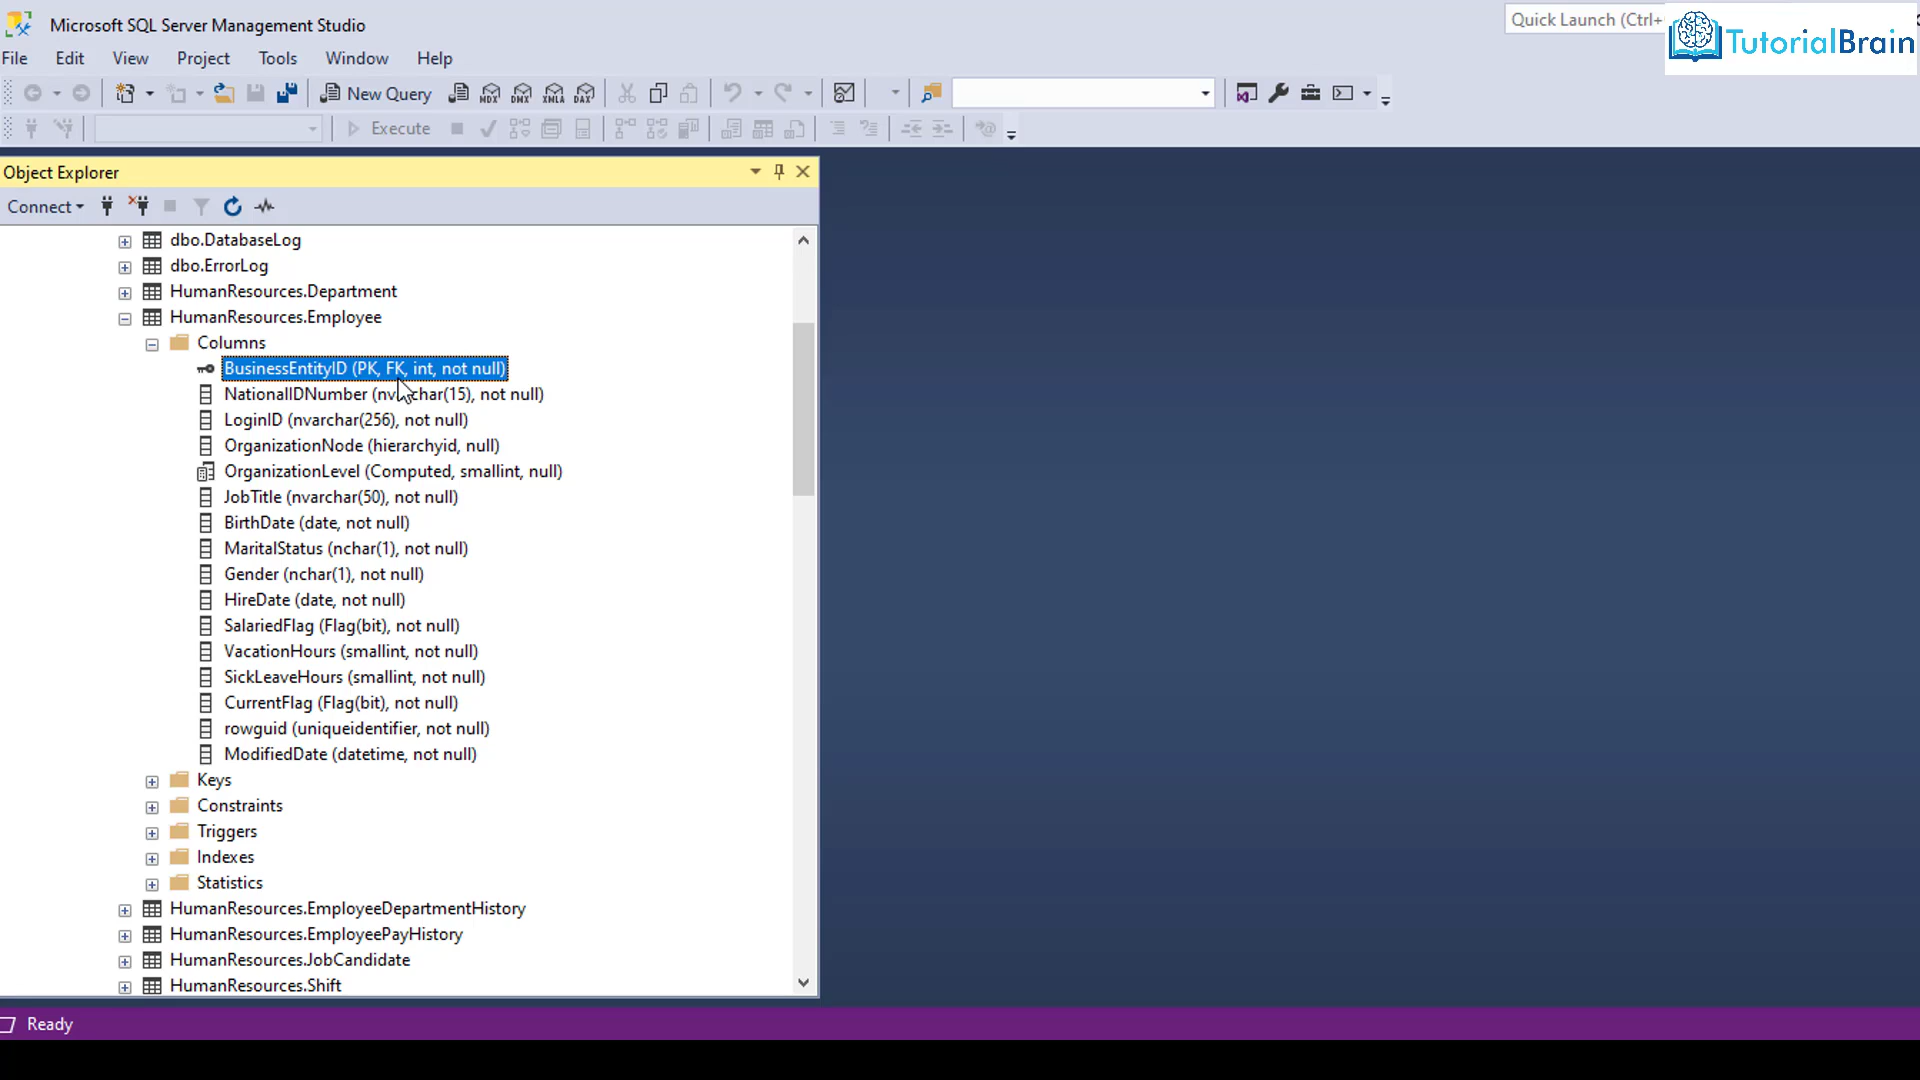 Microsoft SQL Server Management Studio
Quick Launch (Ctrl+
TutorialBrain
File Edit View Project Tools Window Help
New Query MDX DMX XMLA DAX
Execute
Object Explorer
Connect
dbo.DatabaseLog
dbo.ErrorLog
HumanResources.Department
HumanResources.Employee
Columns
BusinessEntityID (PK, FK, int, not null)
NationalIDNumber (nvarchar(15), not null)
LoginID (nvarchar(256), not null)
OrganizationNode (hierarchyid, null)
OrganizationLevel (Computed, smallint, null)
JobTitle (nvarchar(50), not null)
BirthDate (date, not null)
MaritalStatus (nchar(1), not null)
Gender (nchar(1), not null)
HireDate (date, not null)
SalariedFlag (Flag(bit), not null)
VacationHours (smallint, not null)
SickLeaveHours (smallint, not null)
CurrentFlag (Flag(bit), not null)
rowguid (uniqueidentifier, not null)
ModifiedDate (datetime, not null)
Keys
Constraints
Triggers
Indexes
Statistics
HumanResources.EmployeeDepartmentHistory
HumanResources.EmployeePayHistory
HumanResources.JobCandidate
HumanResources.Shift
Ready